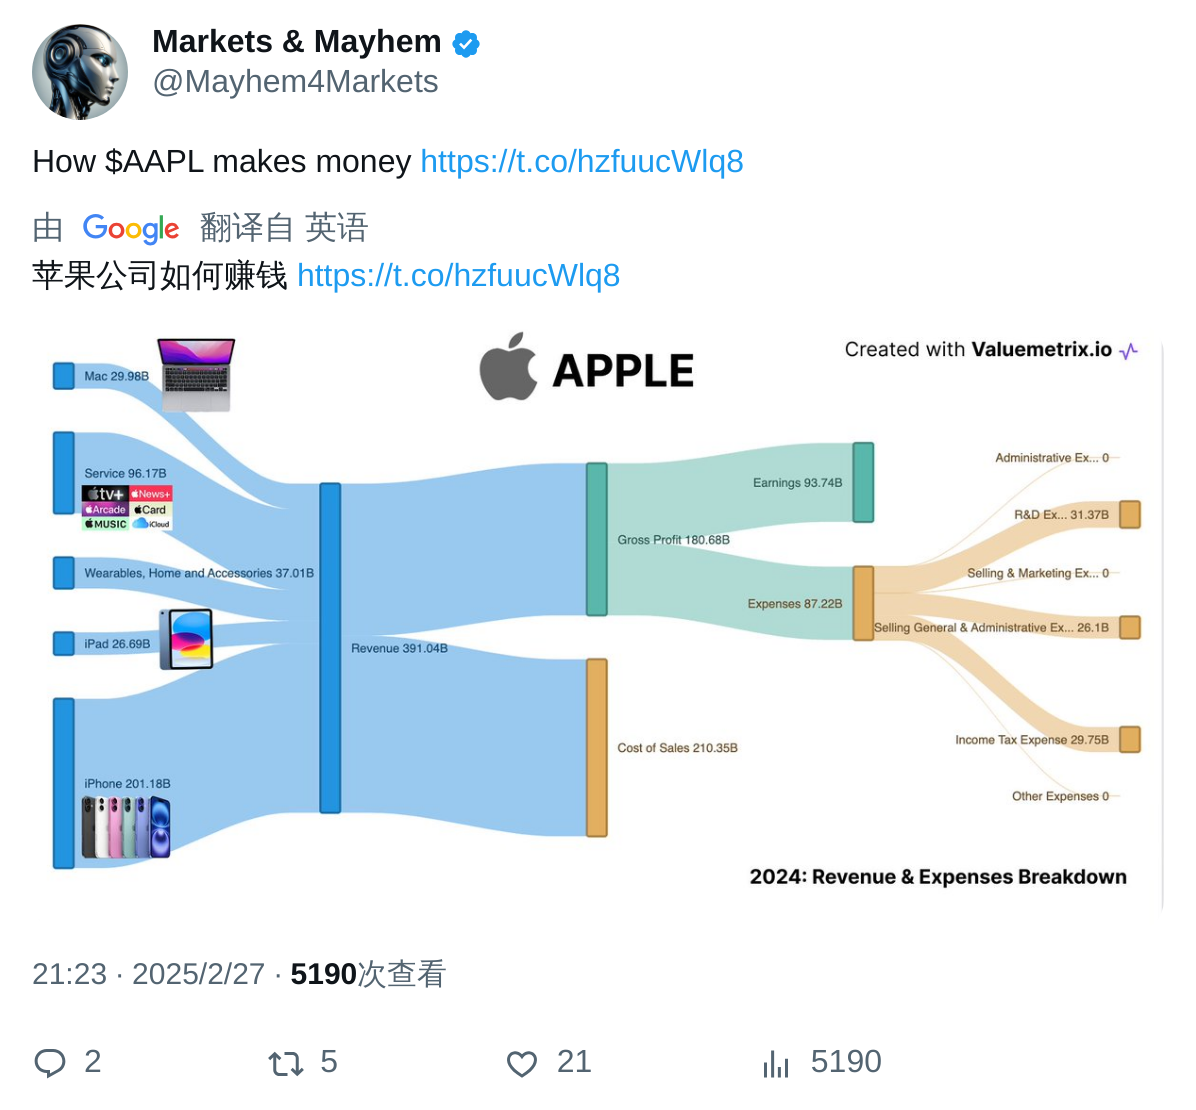 Markets & Mayhem
@Mayhem4Markets
How $AAPL makes money https://t.co/hzfuucWlq8
由 Google 翻译自 英语
苹果公司如何赚钱 https://t.co/hzfuucWlq8
APPLE
Created with Valuemetrix.io
Mac 29.98B
Service 96.17B
tv+
News+
Arcade
Card
MUSIC
iCloud
Wearables, Home and Accessories 37.01B
iPad 26.69B
iPhone 201.18B
Revenue 391.04B
Gross Profit 180.68B
Cost of Sales 210.35B
Earnings 93.74B
Expenses 87.22B
Administrative Ex... 0
R&D Ex... 31.37B
Selling & Marketing Ex... 0
Selling General & Administrative Ex... 26.1B
Income Tax Expense 29.75B
Other Expenses 0
2024: Revenue & Expenses Breakdown
21:23 · 2025/2/27 · 5190次查看
2 5 21 5190